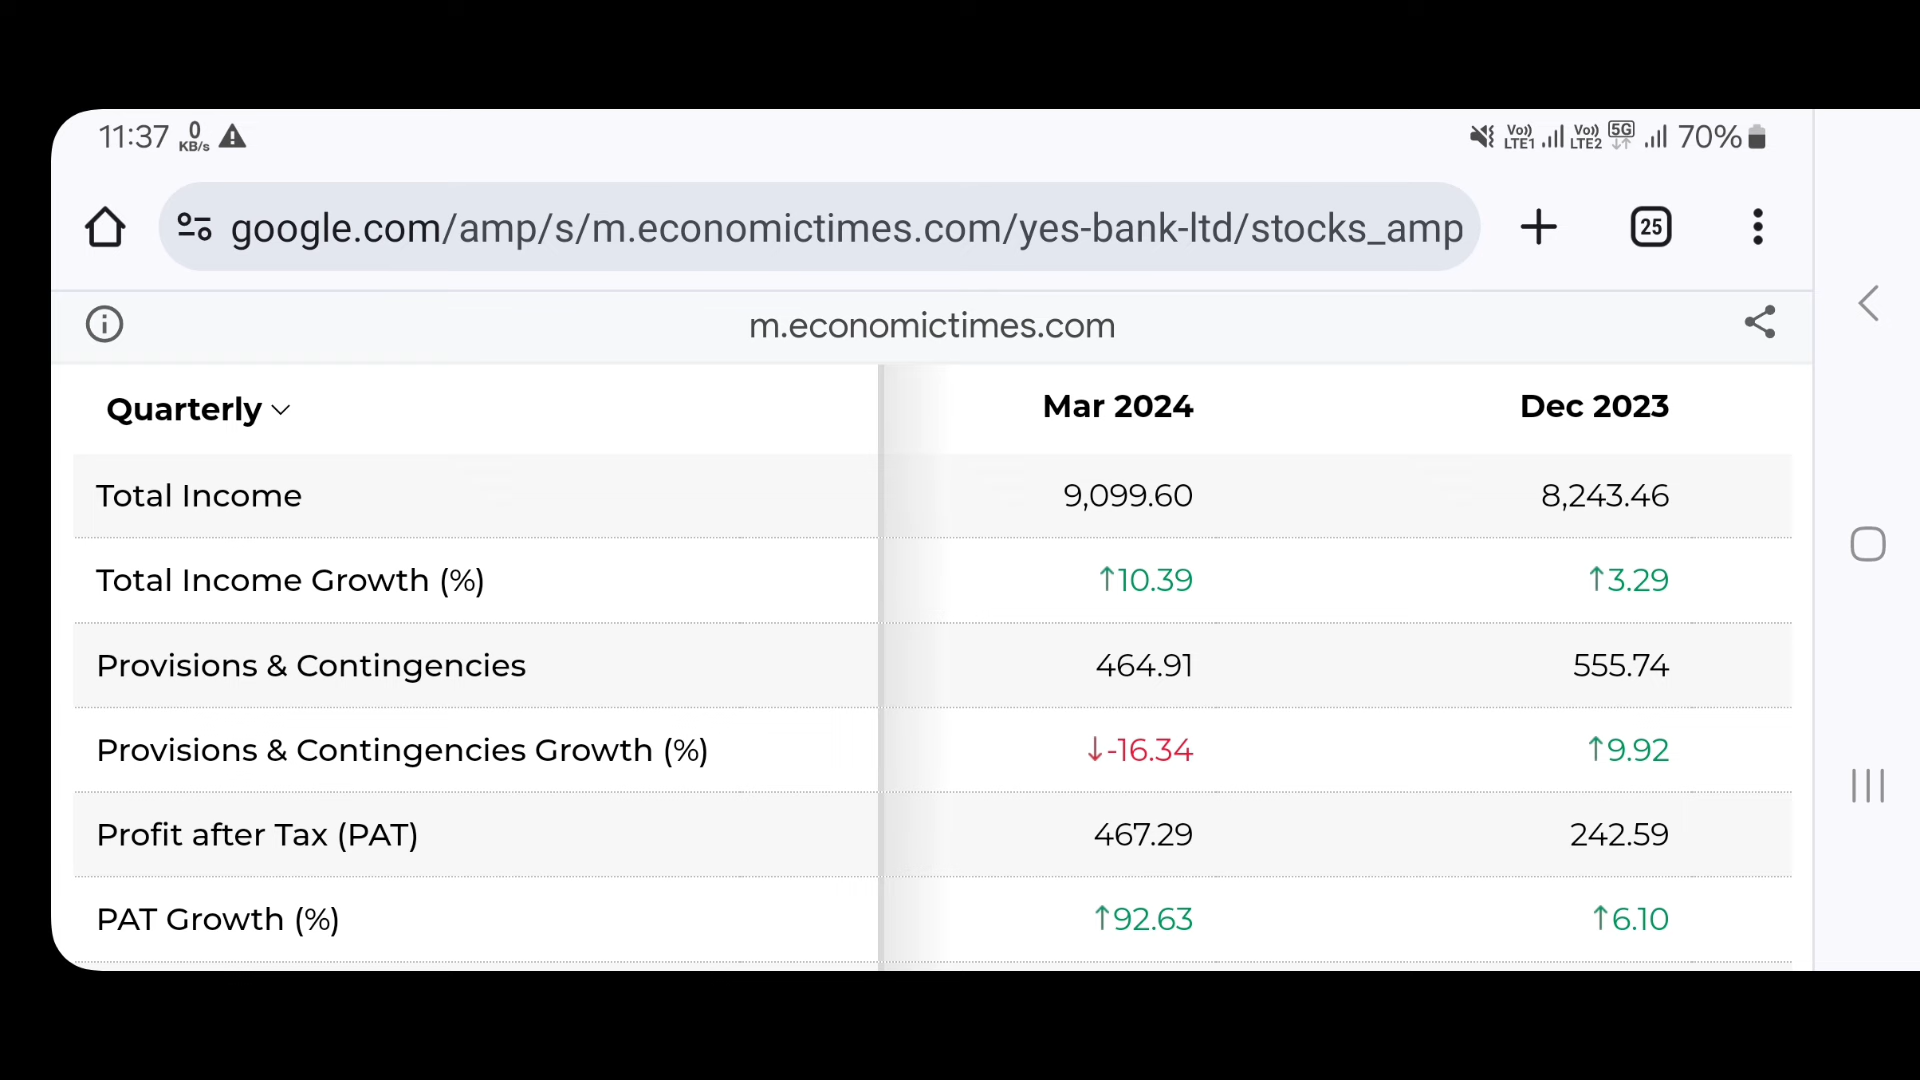 11:37 0 KB/s Vo)) LTE1 Vo)) LTE2 5G 70%
google.com/amp/s/m.economictimes.com/yes-bank-ltd/stocks_amp 25
m.economictimes.com
Quarterly Mar 2024 Dec 2023
Total Income 9,099.60 8,243.46
Total Income Growth (%) ↑10.39 ↑3.29
Provisions & Contingencies 464.91 555.74
Provisions & Contingencies Growth (%) ↓-16.34 ↑9.92
Profit after Tax (PAT) 467.29 242.59
PAT Growth (%) ↑92.63 ↑6.10